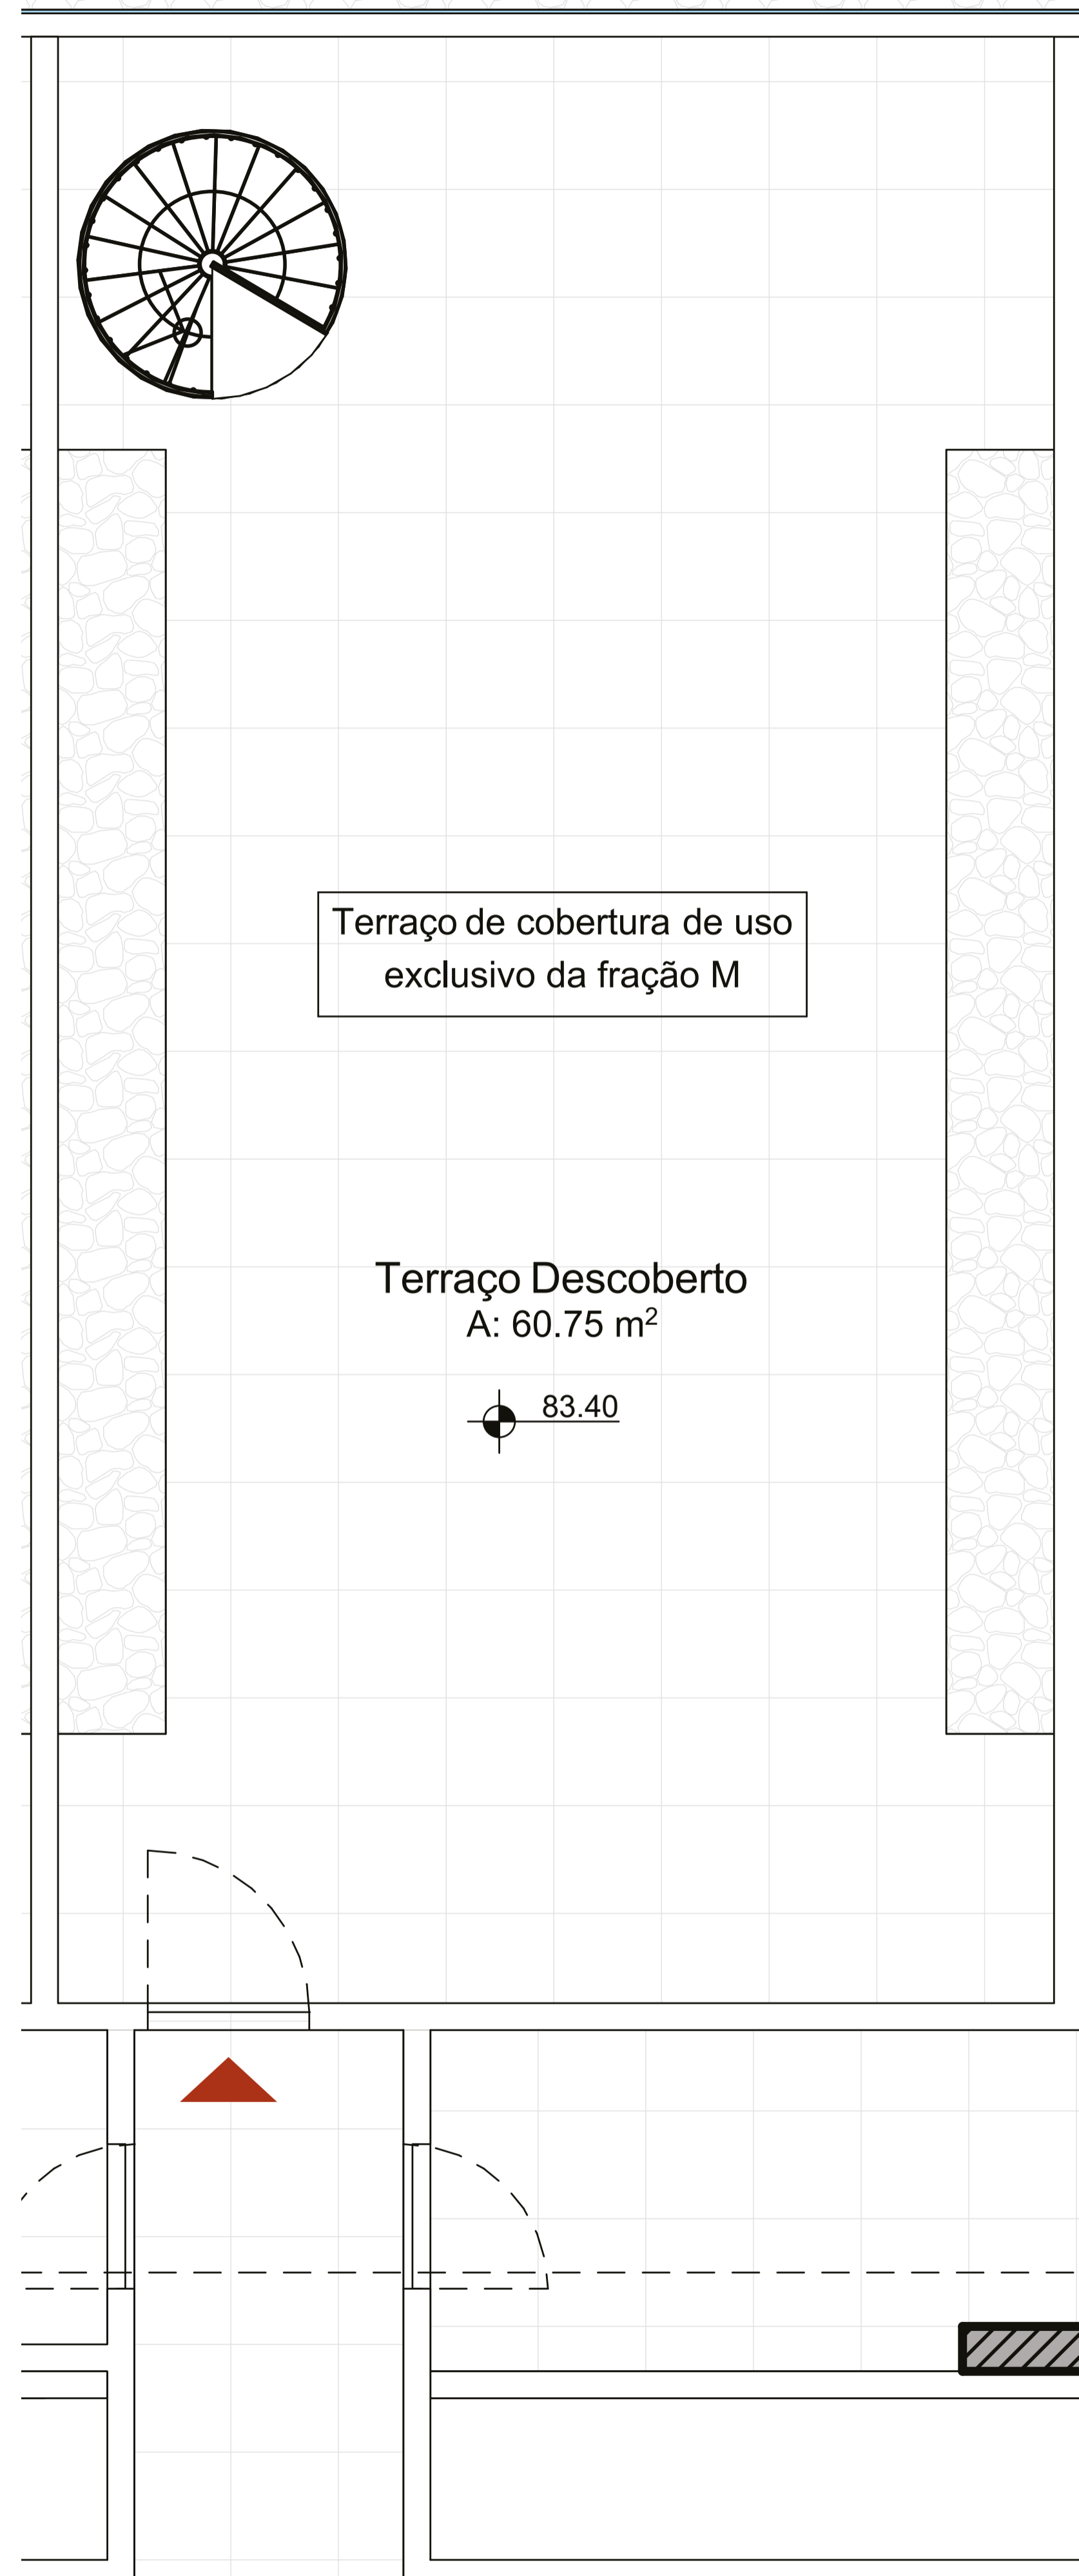 Terraço de cobertura de uso
exclusivo da fração M
Terraço Descoberto
A: 60.75 m²
83.40